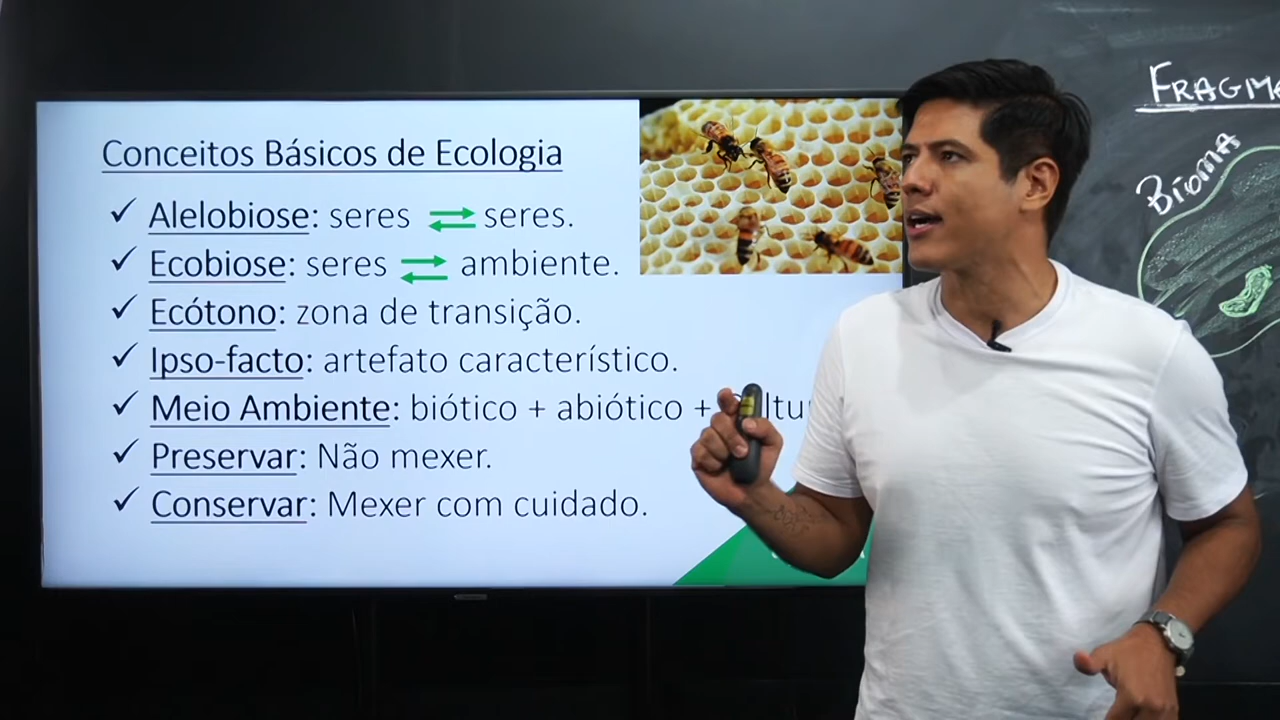 Conceitos Básicos de Ecologia
✓ Alelobiose: seres ⇄ seres.
✓ Ecobiose: seres ⇄ ambiente.
✓ Ecótono: zona de transição.
✓ Ipso-facto: artefato característico.
✓ Meio Ambiente: biótico + abiótico +
✓ Preservar: Não mexer.
✓ Conservar: Mexer com cuidado.
FRAGME
BIOMA